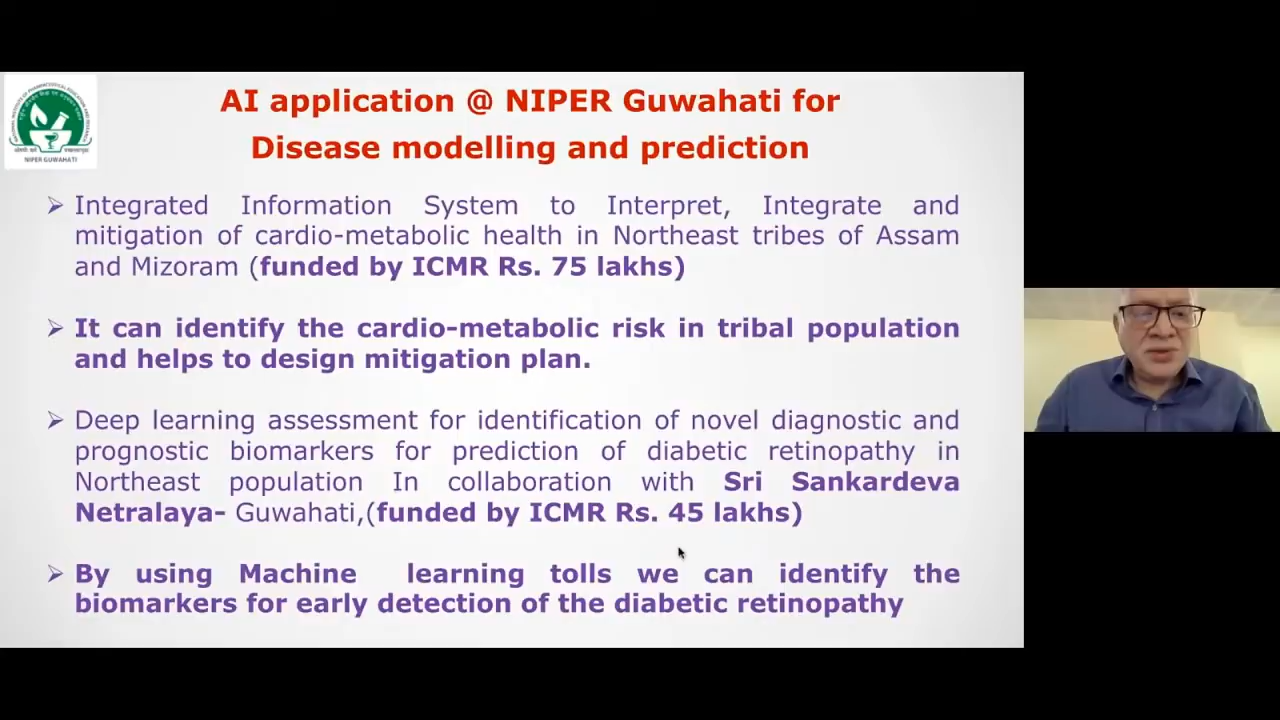 AI application @ NIPER Guwahati for
Disease modelling and prediction
NIPER GUWAHATI
➢ Integrated Information System to Interpret, Integrate and
mitigation of cardio-metabolic health in Northeast tribes of Assam
and Mizoram (funded by ICMR Rs. 75 lakhs)
➢ It can identify the cardio-metabolic risk in tribal population
and helps to design mitigation plan.
➢ Deep learning assessment for identification of novel diagnostic and
prognostic biomarkers for prediction of diabetic retinopathy in
Northeast population In collaboration with Sri Sankardeva
Netralaya- Guwahati,(funded by ICMR Rs. 45 lakhs)
➢ By using Machine learning tolls we can identify the
biomarkers for early detection of the diabetic retinopathy